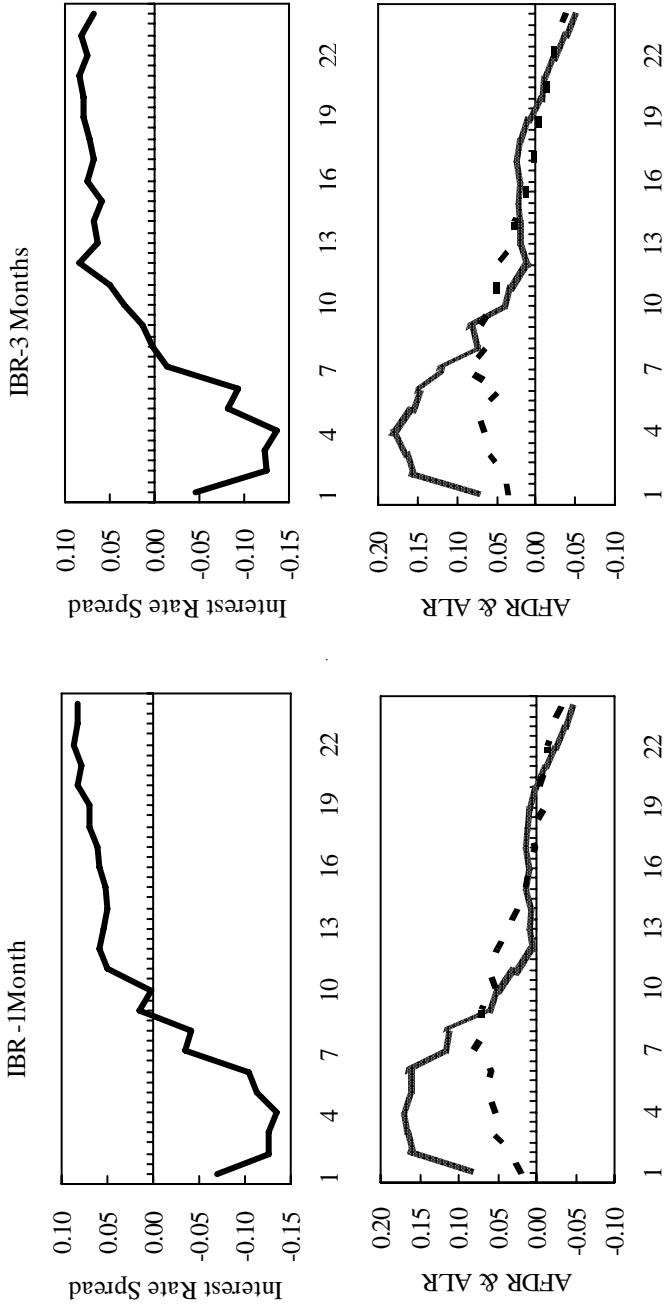 IBR -1Month
Interest Rate Spread
0.10
0.05
0.00
-0.05
-0.10
-0.15
1 4 7 10 13 16 19 22
IBR-3 Months
Interest Rate Spread
0.10
0.05
0.00
-0.05
-0.10
-0.15
1 4 7 10 13 16 19 22
AFDR & ALR
0.20
0.15
0.10
0.05
0.00
-0.05
-0.10
1 4 7 10 13 16 19 22
AFDR & ALR
0.20
0.15
0.10
0.05
0.00
-0.05
-0.10
1 4 7 10 13 16 19 22